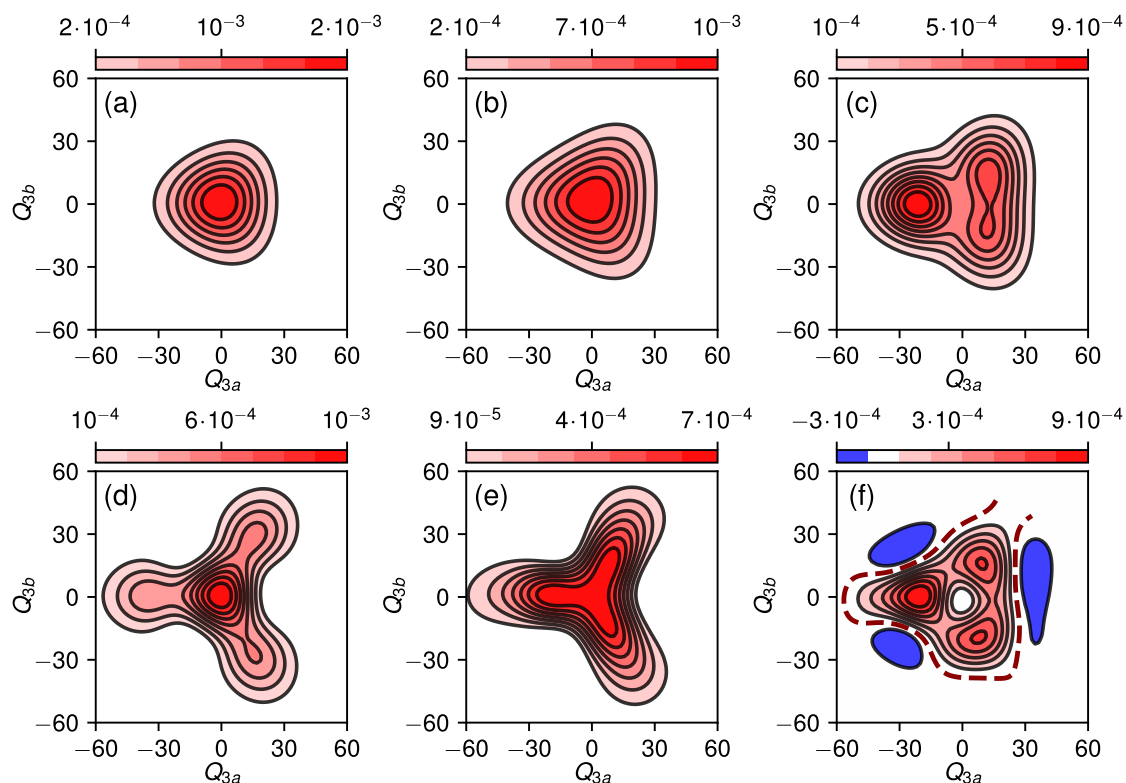 2·10⁻⁴ 10⁻³ 2·10⁻³ 2·10⁻⁴ 7·10⁻⁴ 10⁻³ 10⁻⁴ 5·10⁻⁴ 9·10⁻⁴
60 60 60
(a) (b) (c)
30 30 30
Q3b 0 Q3b 0 Q3b 0
−30 −30 −30
−60 −60 −60
−60 −30 0 30 60 −60 −30 0 30 60 −60 −30 0 30 60
Q3a Q3a Q3a
10⁻⁴ 6·10⁻⁴ 10⁻³ 9·10⁻⁵ 4·10⁻⁴ 7·10⁻⁴ −3·10⁻⁴ 3·10⁻⁴ 9·10⁻⁴
60 60 60
(d) (e) (f)
30 30 30
Q3b 0 Q3b 0 Q3b 0
−30 −30 −30
−60 −60 −60
−60 −30 0 30 60 −60 −30 0 30 60 −60 −30 0 30 60
Q3a Q3a Q3a